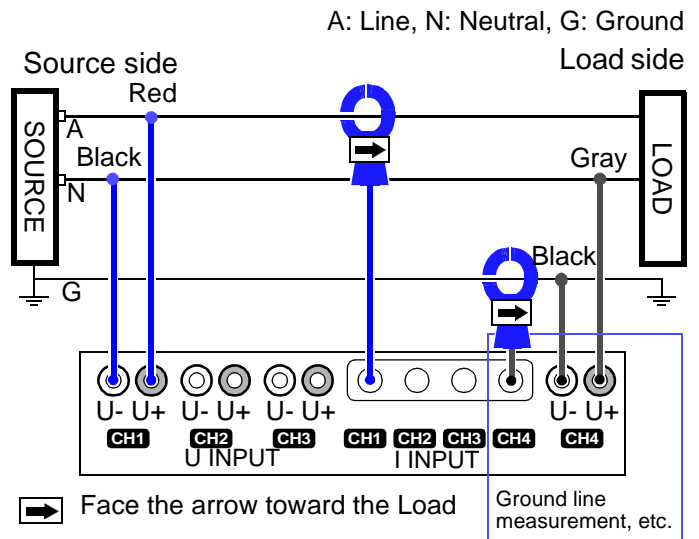 A: Line, N: Neutral, G: Ground
Source side
Load side
Red
A
Black
Gray
N
SOURCE
LOAD
Black
G
U- U+ U- U+ U- U+ U- U+
CH1 CH2 CH3 CH1 CH2 CH3 CH4 CH4
U INPUT I INPUT
Face the arrow toward the Load
Ground line
measurement, etc.